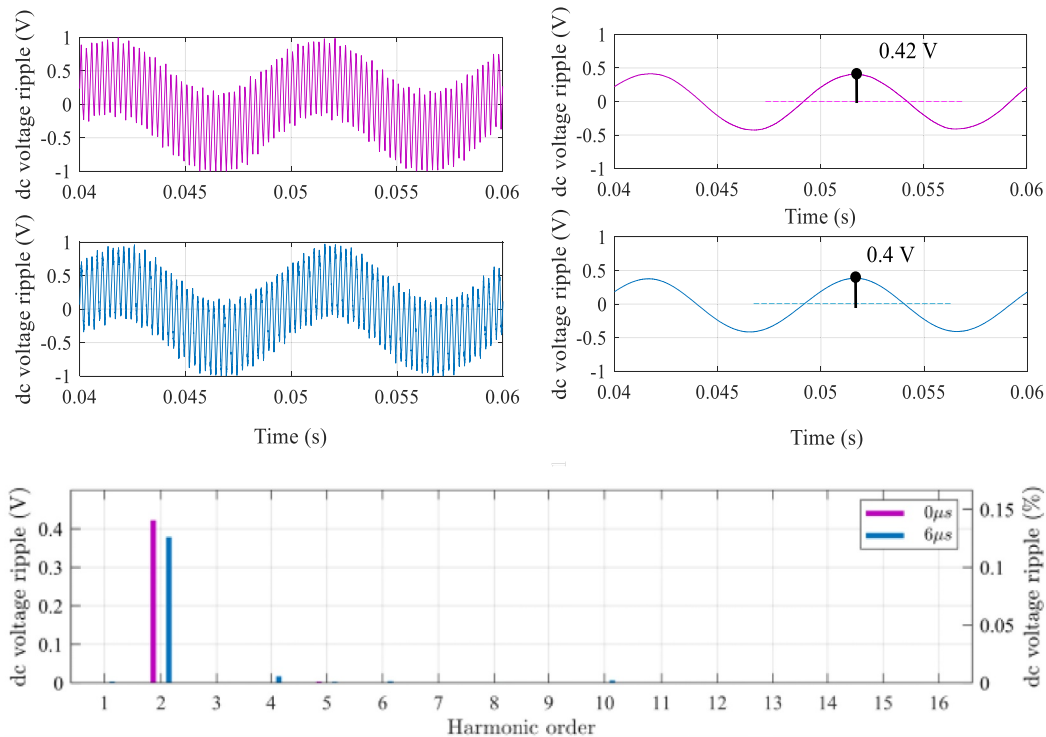 dc voltage ripple (V)
1
0.5
0
-0.5
-1
0.04 0.045 0.05 0.055 0.06
dc voltage ripple (V)
1
0.5
0
-0.5
-1
0.04 0.045 0.05 0.055 0.06
Time (s)
0.42 V
dc voltage ripple (V)
1
0.5
0
-0.5
-1
0.04 0.045 0.05 0.055 0.06
Time (s)
0.4 V
dc voltage ripple (V)
1
0.5
0
-0.5
-1
0.04 0.045 0.05 0.055 0.06
Time (s)
dc voltage ripple (V)
0.4
0.3
0.2
0.1
0
0μs
6μs
0.15
0.1
0.05
0
dc voltage ripple (%)
1 2 3 4 5 6 7 8 9 10 11 12 13 14 15 16
Harmonic order